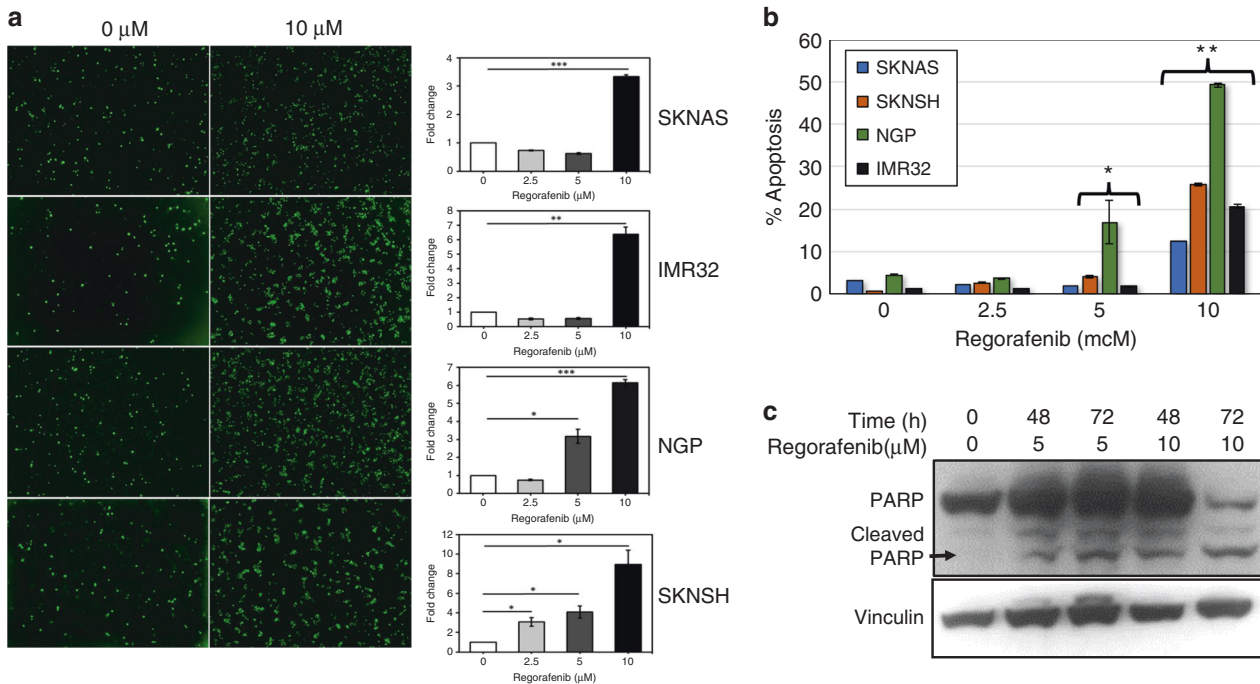 a
0 μM 10 μM
Fold change
4
3
2
1
0
***
0 2.5 5 10
Regorafenib (μM)
SKNAS
Fold change
8
7
6
5
4
3
2
1
0
**
0 2.5 5 10
Regorafenib (μM)
IMR32
Fold change
7
6
5
4
3
2
1
0
***
*
0 2.5 5 10
Regorafenib (μM)
NGP
Fold change
12
10
8
6
4
2
0
*
*
*
0 2.5 5 10
Regorafenib (μM)
SKNSH
b
% Apoptosis
60
50
40
30
20
10
0
SKNAS
SKNSH
NGP
IMR32
*
**
0 2.5 5 10
Regorafenib (mcM)
c
Time (h) 0 48 72 48 72
Regorafenib(μM) 0 5 5 10 10
PARP
Cleaved
PARP
Vinculin